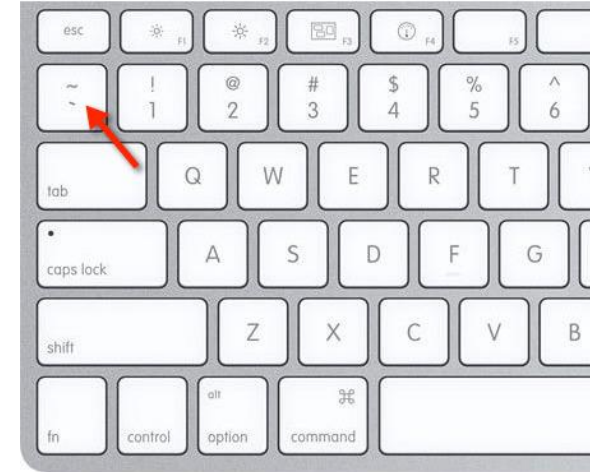 esc F1 F2 F3 F4 F5
~ ! @ # $ % ^
` 1 2 3 4 5 6
tab Q W E R T
caps lock A S D F G
shift Z X C V B
alt ⌘
fn control option command